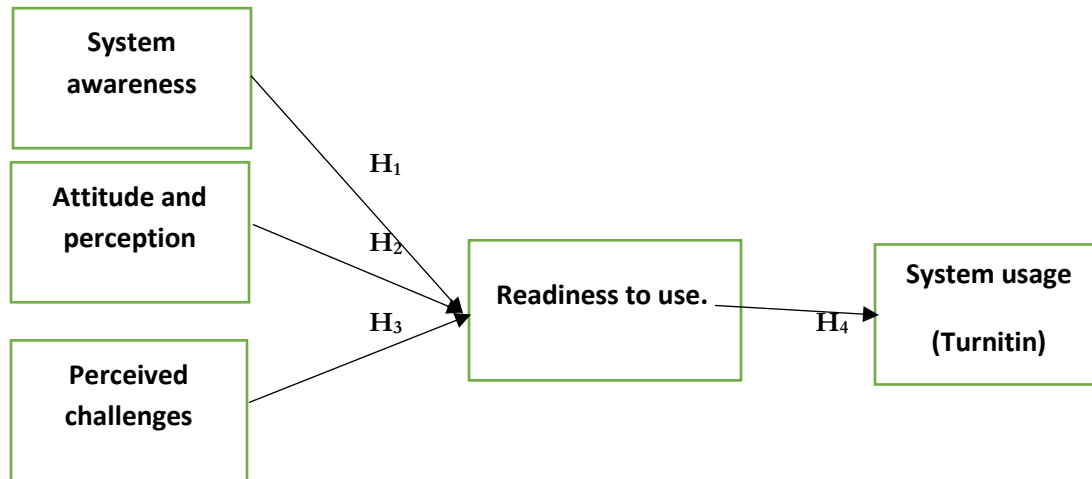 System
awareness
H₁
Attitude and
perception
H₂
H₃
Perceived
challenges
Readiness to use.
H₄
System usage
(Turnitin)